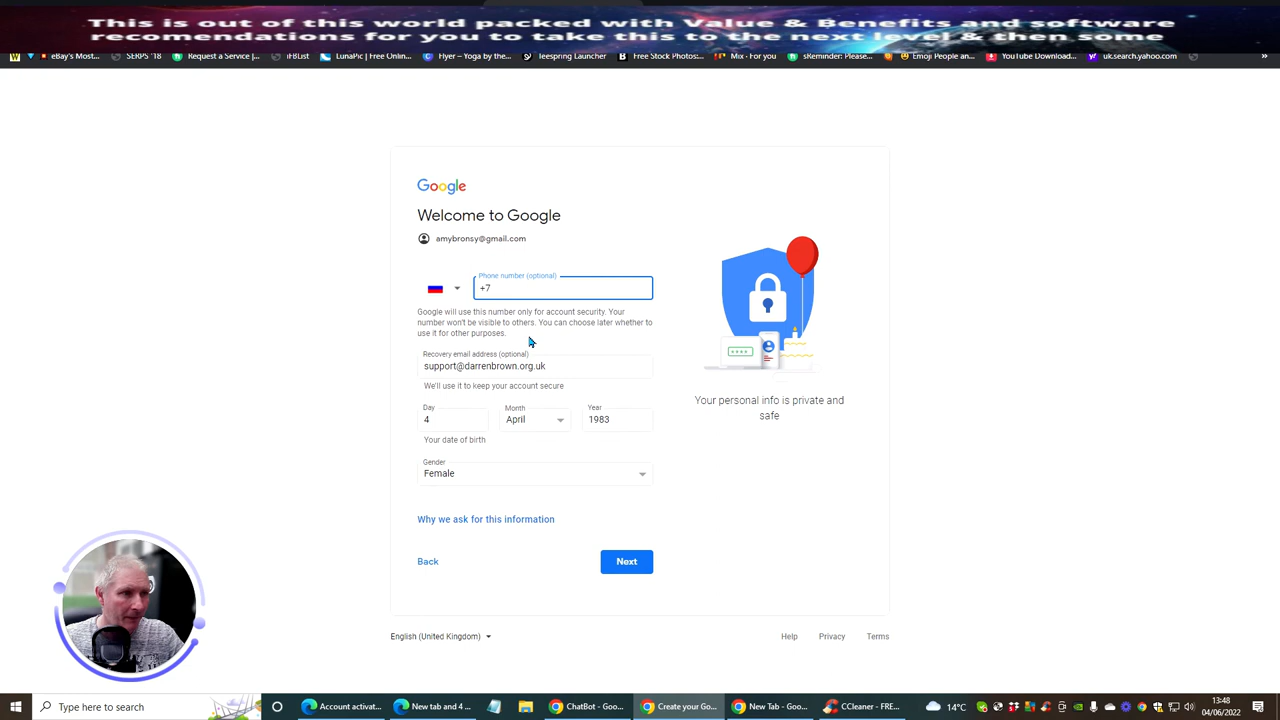 This is out of this world packed with Value & Benefits and software
recomendations for you to take this to the next level & then some
eBay's Most...
SERPS '18
Request a Service |...
iFBList
LunaPic | Free Onlin...
Flyer – Yoga by the...
Teespring Launcher
Free Stock Photos:...
Mix - For you
sReminder: Please...
Emoji People and...
YouTube Download...
uk.search.yahoo.com
»
Google
Welcome to Google
amybronsy@gmail.com
Phone number (optional)
+7
Google will use this number only for account security. Your
number won't be visible to others. You can choose later whether to
use it for other purposes.
Recovery email address (optional)
support@darrenbrown.org.uk
We'll use it to keep your account secure
Day
Month
Year
4
April
1983
Your date of birth
Gender
Female
Why we ask for this information
Back
Next
Your personal info is private and
safe
English (United Kingdom)
Help
Privacy
Terms
Type here to search
Account activat...
New tab and 4 ...
ChatBot - Goo...
Create your Go...
New Tab - Goo...
CCleaner - FRE...
14°C
13:48
04/06/2022